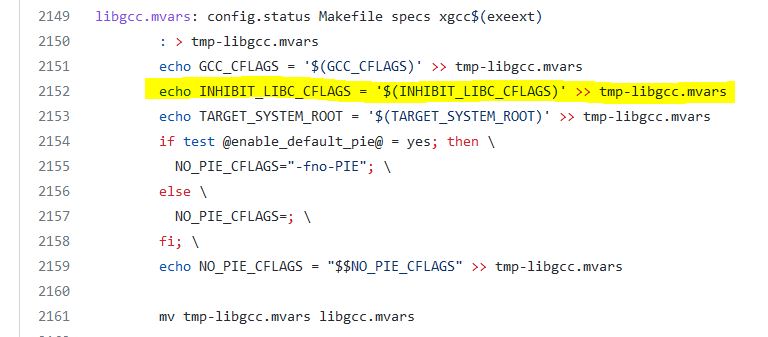 2149 libgcc.mvars: config.status Makefile specs xgcc$(exeext)
2150 : > tmp-libgcc.mvars
2151 echo GCC_CFLAGS = '$(GCC_CFLAGS)' >> tmp-libgcc.mvars
2152 echo INHIBIT_LIBC_CFLAGS = '$(INHIBIT_LIBC_CFLAGS)' >> tmp-libgcc.mvars
2153 echo TARGET_SYSTEM_ROOT = '$(TARGET_SYSTEM_ROOT)' >> tmp-libgcc.mvars
2154 if test @enable_default_pie@ = yes; then \
2155 NO_PIE_CFLAGS="-fno-PIE"; \
2156 else \
2157 NO_PIE_CFLAGS=; \
2158 fi; \
2159 echo NO_PIE_CFLAGS = "$$NO_PIE_CFLAGS" >> tmp-libgcc.mvars
2160
2161 mv tmp-libgcc.mvars libgcc.mvars